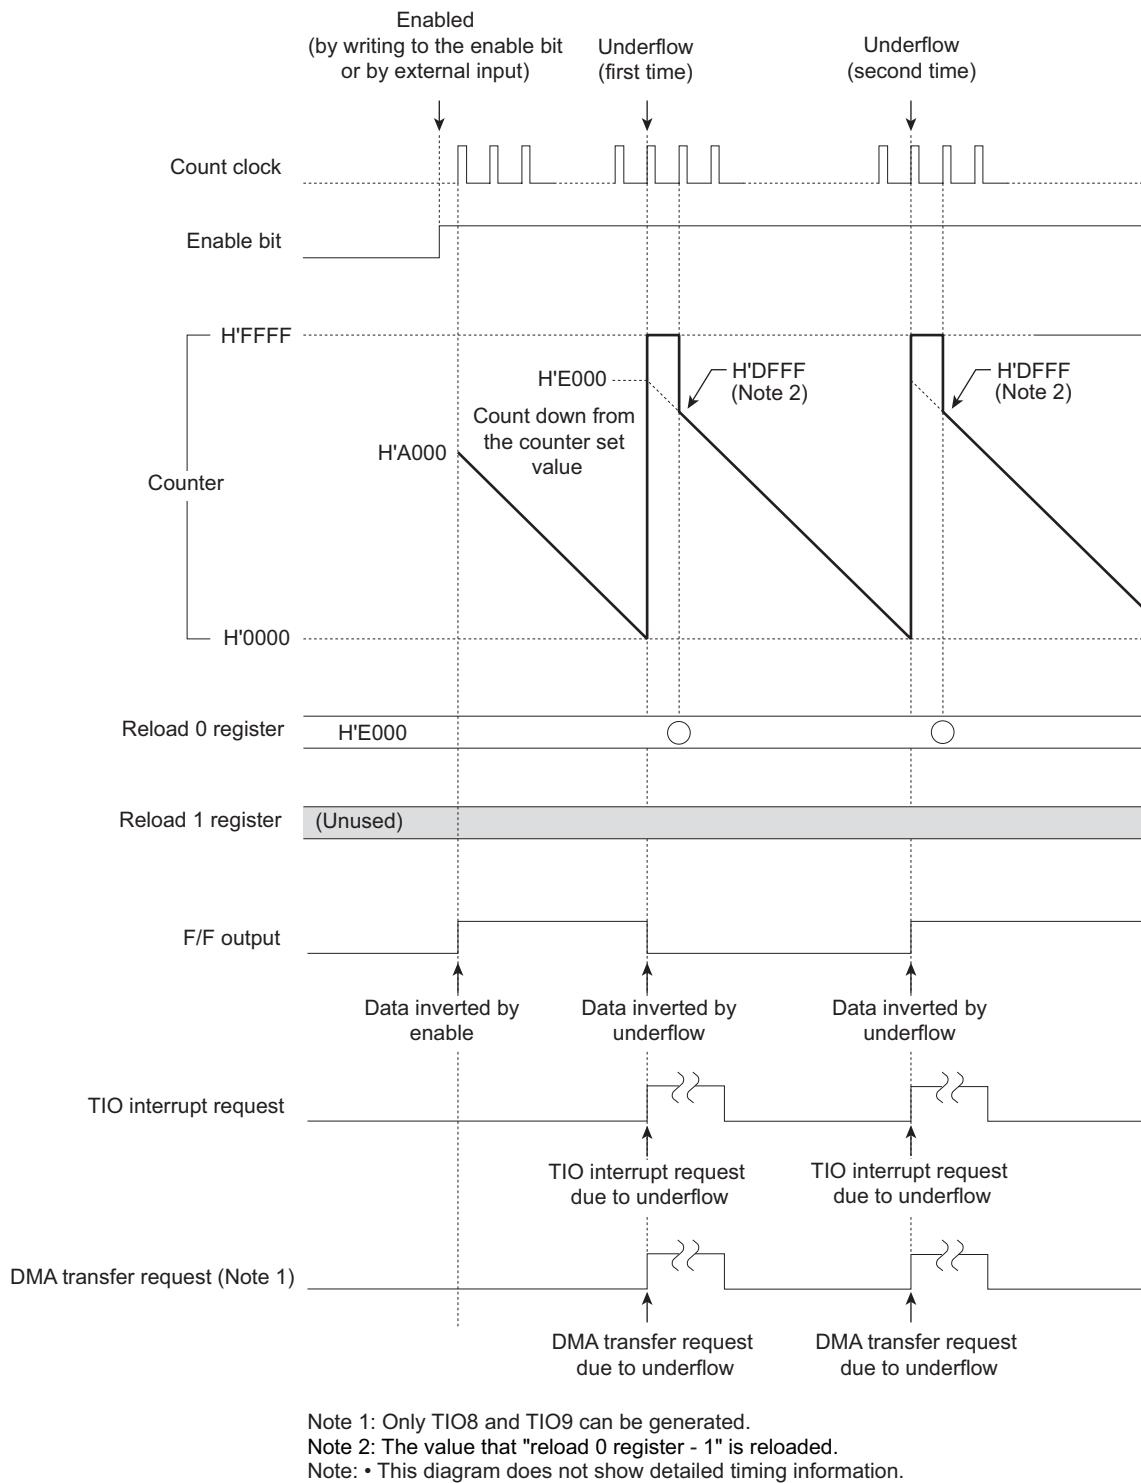 Enabled
(by writing to the enable bit
or by external input)
Underflow
(first time)
Underflow
(second time)
Count clock
Enable bit
H'FFFF
H'E000
H'DFFF
(Note 2)
H'DFFF
(Note 2)
Count down from
the counter set
value
H'A000
Counter
H'0000
Reload 0 register
H'E000
Reload 1 register
(Unused)
F/F output
Data inverted by
enable
Data inverted by
underflow
Data inverted by
underflow
TIO interrupt request
TIO interrupt request
due to underflow
TIO interrupt request
due to underflow
DMA transfer request (Note 1)
DMA transfer request
due to underflow
DMA transfer request
due to underflow
Note 1: Only TIO8 and TIO9 can be generated.
Note 2: The value that "reload 0 register - 1" is reloaded.
Note: • This diagram does not show detailed timing information.